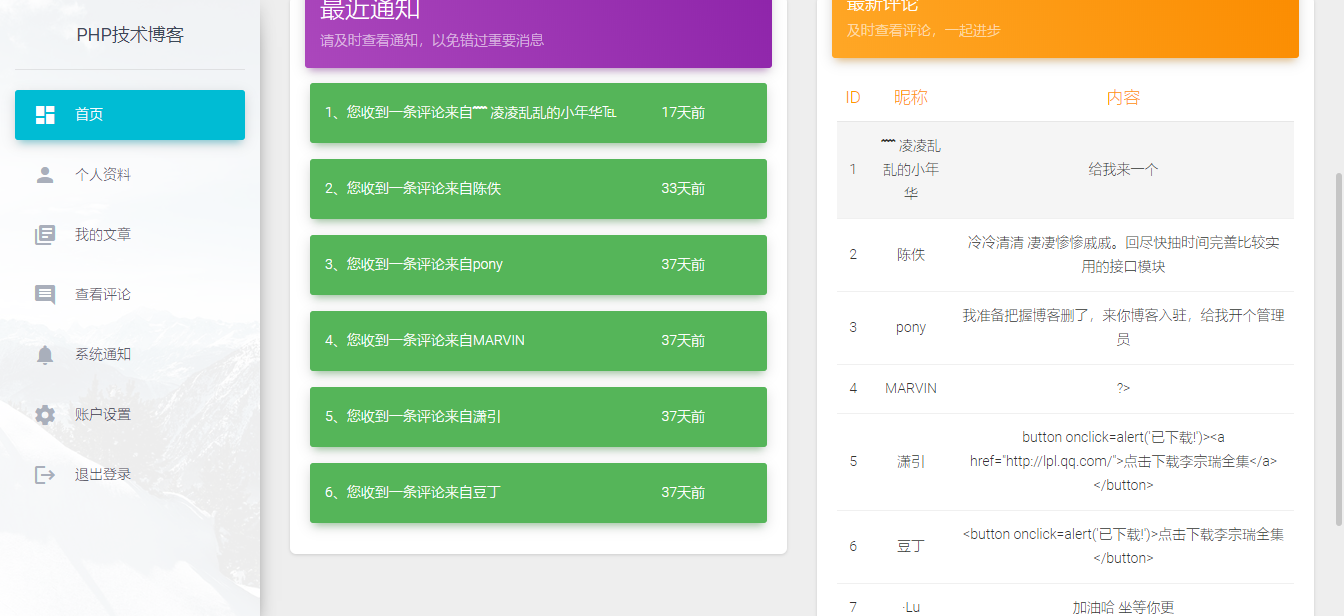 PHP技术博客
首页
个人资料
我的文章
查看评论
系统通知
账户设置
退出登录
最近通知
请及时查看通知，以免错过重要消息
1、您收到一条评论来自﹌ 凌凌乱乱的小年华℡ 17天前
2、您收到一条评论来自陈佚 33天前
3、您收到一条评论来自pony 37天前
4、您收到一条评论来自MARVIN 37天前
5、您收到一条评论来自潇引 37天前
6、您收到一条评论来自豆丁 37天前
最新评论
及时查看评论，一起进步
ID 昵称 内容
﹌ 凌凌乱
1 乱的小年 给我来一个
华
冷冷清清 凄凄惨惨戚戚。回尽快抽时间完善比较实
2 陈佚
用的接口模块
我准备把握博客删了，来你博客入驻，给我开个管理
3 pony
员
4 MARVIN ?>
button onclick=alert('已下载!')><a
5 潇引 href="http://lpl.qq.com/">点击下载李宗瑞全集</a>
</button>
<button onclick=alert('已下载!')>点击下载李宗瑞全集
6 豆丁
</button>
7 ·Lu 加油哈 坐等你更